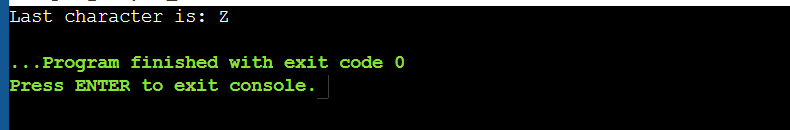 Last character is: Z
...Program finished with exit code 0
Press ENTER to exit console.